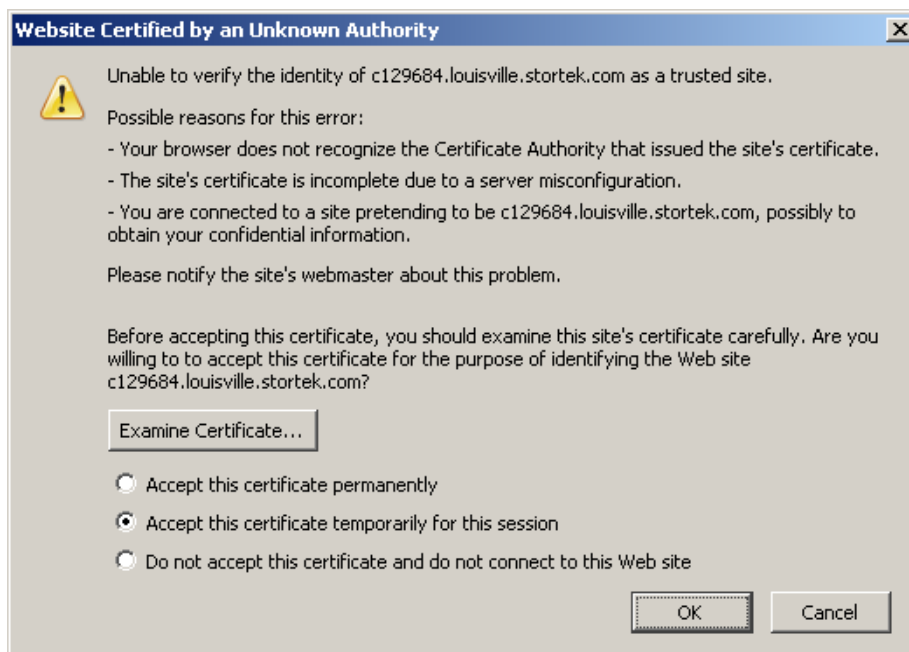 Website Certified by an Unknown Authority
Unable to verify the identity of c129684.louisville.stortek.com as a trusted site.
Possible reasons for this error:
- Your browser does not recognize the Certificate Authority that issued the site's certificate.
- The site's certificate is incomplete due to a server misconfiguration.
- You are connected to a site pretending to be c129684.louisville.stortek.com, possibly to
obtain your confidential information.
Please notify the site's webmaster about this problem.
Before accepting this certificate, you should examine this site's certificate carefully. Are you
willing to to accept this certificate for the purpose of identifying the Web site
c129684.louisville.stortek.com?
Examine Certificate...
Accept this certificate permanently
Accept this certificate temporarily for this session
Do not accept this certificate and do not connect to this Web site
OK
Cancel